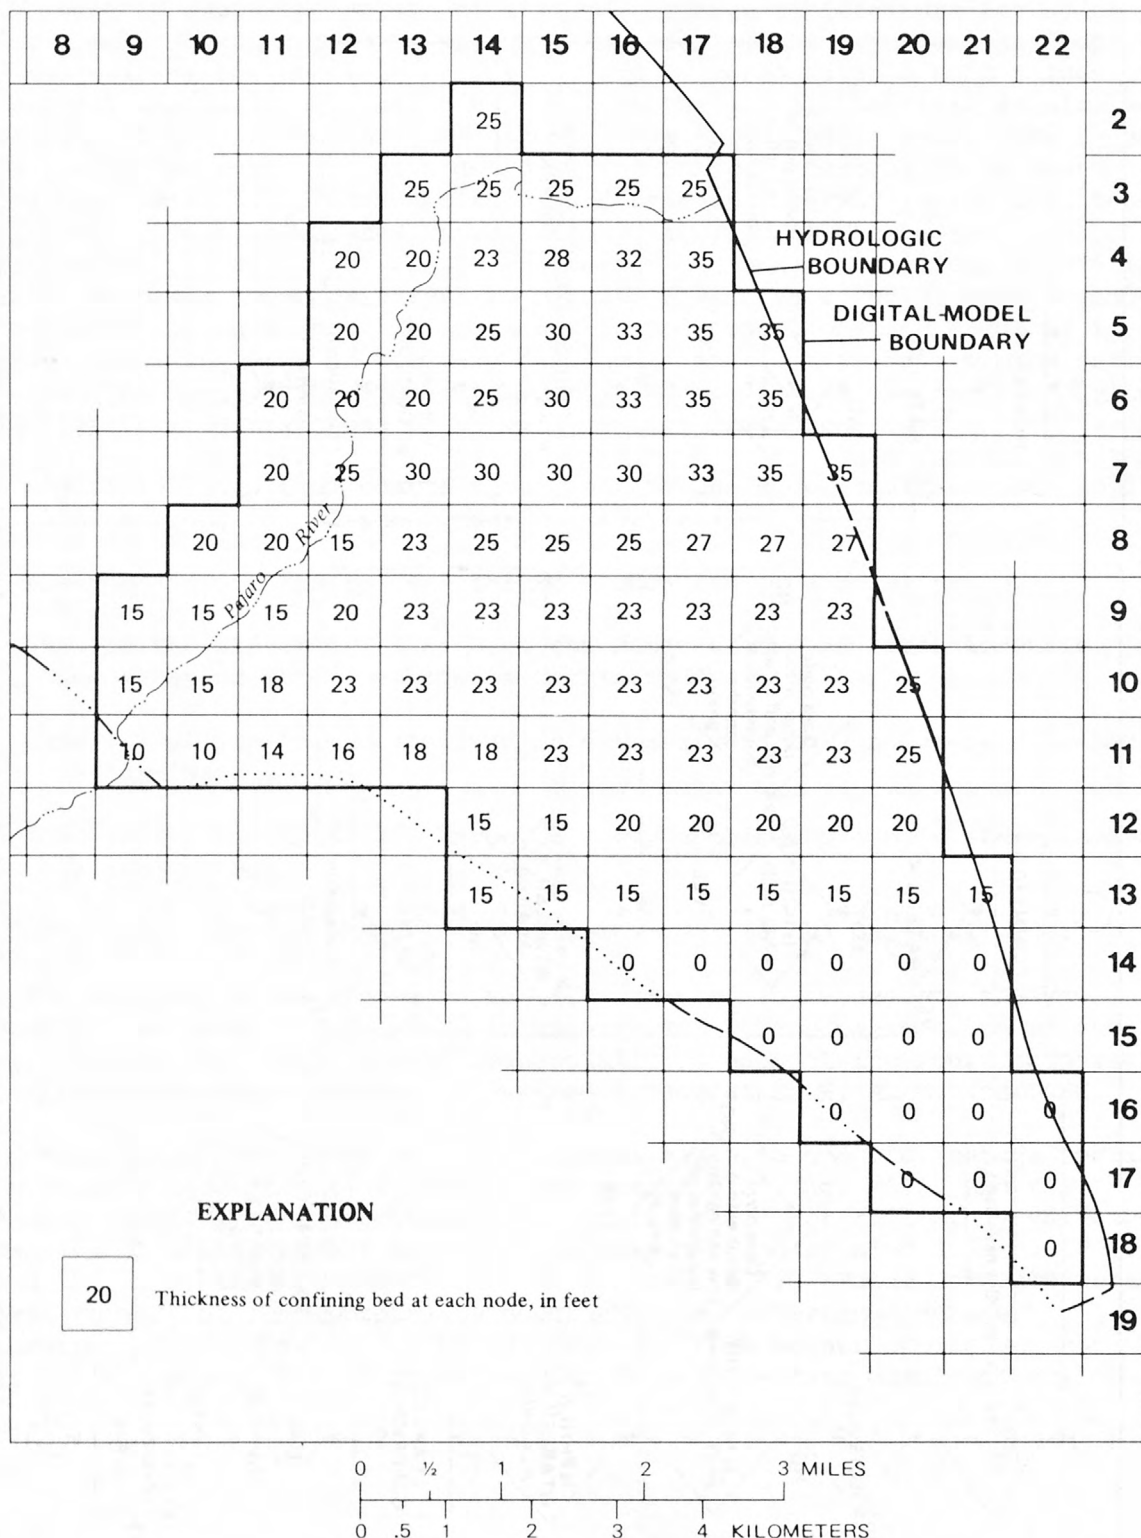 8 9 10 11 12 13 14 15 16 17 18 19 20 21 22
25 2
25 25 25 25 25 3
HYDROLOGIC
20 20 23 28 32 35 BOUNDARY 4
DIGITAL-MODEL
20 20 25 30 33 35 35 BOUNDARY 5
20 20 20 25 30 33 35 35 6
20 25 30 30 30 30 33 35 35 7
20 20 15 23 25 25 25 27 27 27 8
Pajaro River
15 15 15 20 23 23 23 23 23 23 23 9
15 15 18 23 23 23 23 23 23 23 23 25 10
10 10 14 16 18 18 23 23 23 23 23 25 11
15 15 20 20 20 20 20 12
15 15 15 15 15 15 15 15 13
0 0 0 0 0 0 14
0 0 0 0 15
0 0 0 0 16
0 0 0 17
0 18
19
EXPLANATION
20 Thickness of confining bed at each node, in feet
0 ½ 1 2 3 MILES
0 .5 1 2 3 4 KILOMETERS